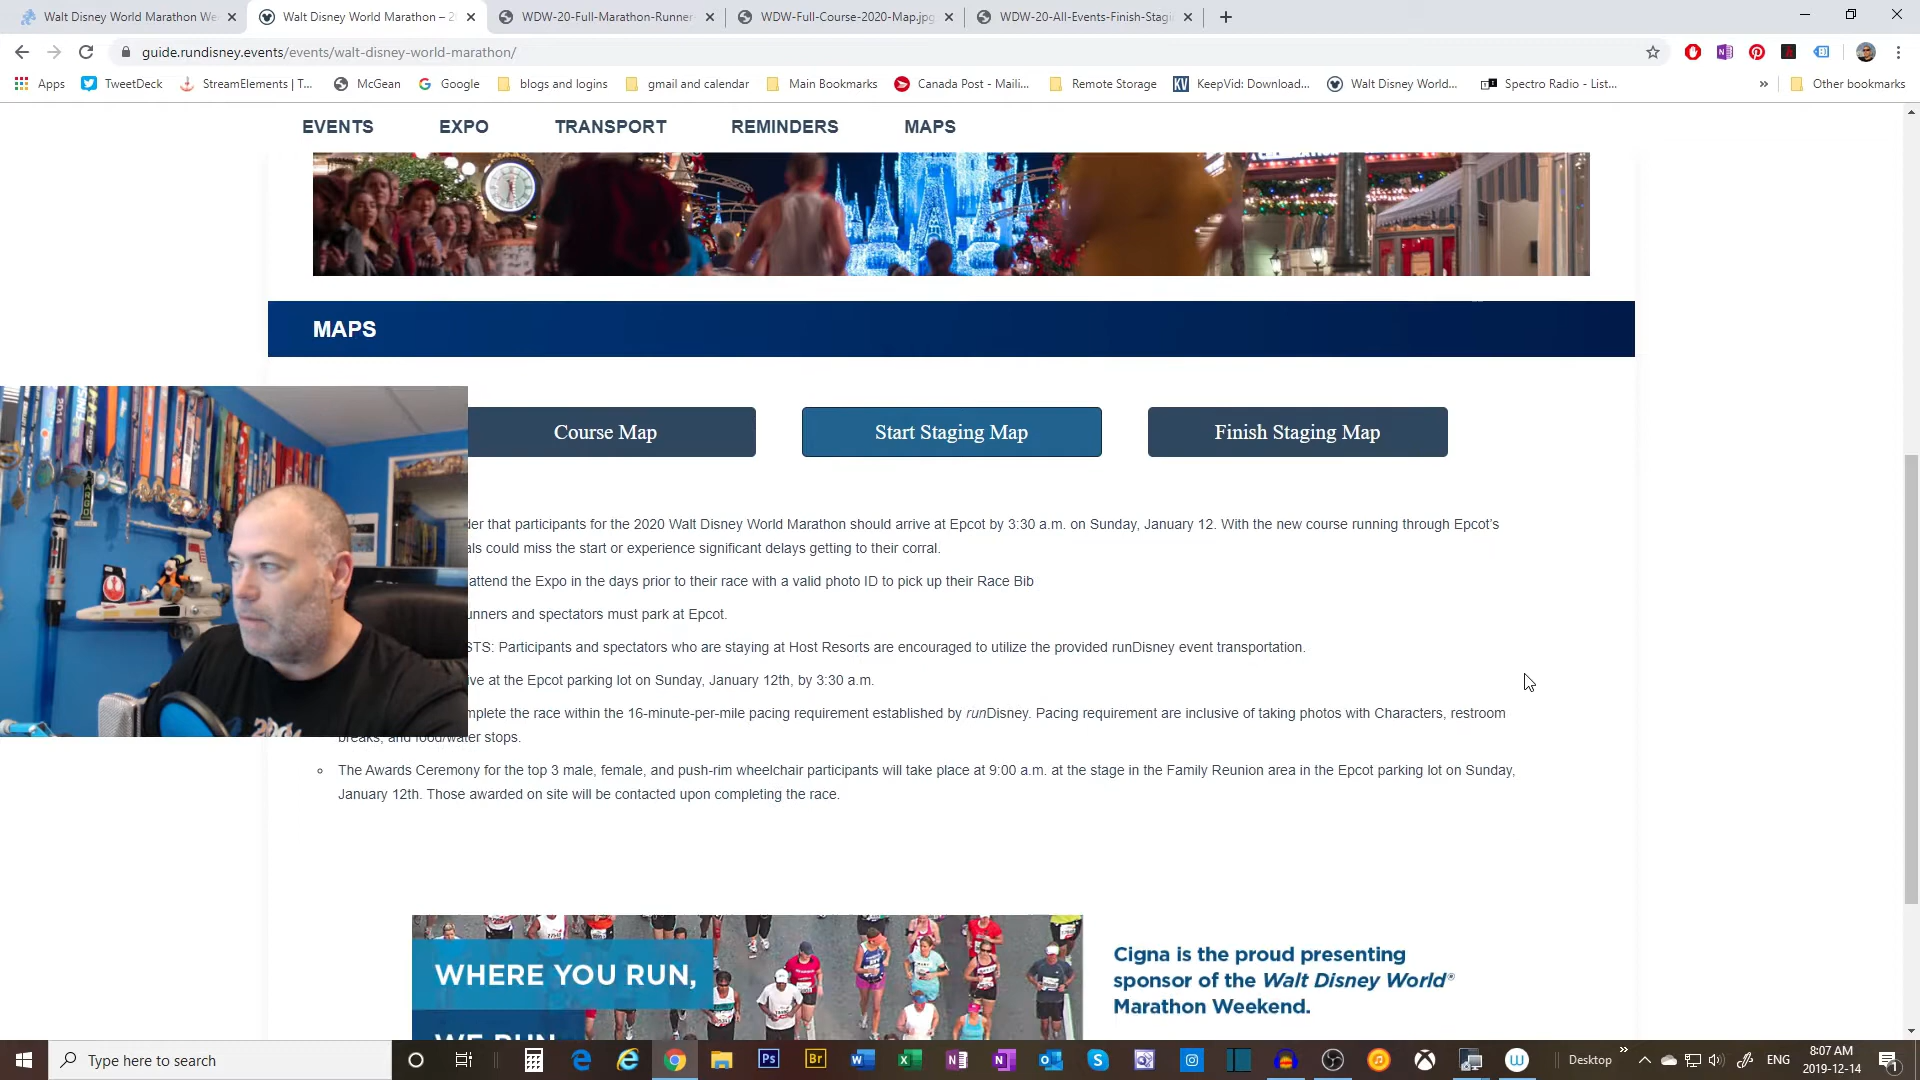 Walt Disney World Marathon We
Walt Disney World Marathon – 2
WDW-20-Full-Marathon-Runner
WDW-Full-Course-2020-Map.jpg
WDW-20-All-Events-Finish-Stagi
guide.rundisney.events/events/walt-disney-world-marathon/
Apps
TweetDeck
StreamElements | T...
McGean
Google
blogs and logins
gmail and calendar
Main Bookmarks
Canada Post - Maili...
Remote Storage
KeepVid: Download...
Walt Disney World...
Spectro Radio - List...
Other bookmarks
EVENTS
EXPO
TRANSPORT
REMINDERS
MAPS
MAPS
Course Map
Start Staging Map
Finish Staging Map
der that participants for the 2020 Walt Disney World Marathon should arrive at Epcot by 3:30 a.m. on Sunday, January 12. With the new course running through Epcot’s
als could miss the start or experience significant delays getting to their corral.
attend the Expo in the days prior to their race with a valid photo ID to pick up their Race Bib
unners and spectators must park at Epcot.
STS: Participants and spectators who are staying at Host Resorts are encouraged to utilize the provided runDisney event transportation.
ive at the Epcot parking lot on Sunday, January 12th, by 3:30 a.m.
mplete the race within the 16-minute-per-mile pacing requirement established by runDisney. Pacing requirement are inclusive of taking photos with Characters, restroom
breaks, and food/water stops.
The Awards Ceremony for the top 3 male, female, and push-rim wheelchair participants will take place at 9:00 a.m. at the stage in the Family Reunion area in the Epcot parking lot on Sunday,
January 12th. Those awarded on site will be contacted upon completing the race.
WHERE YOU RUN,
WE RUN
Cigna is the proud presenting
sponsor of the Walt Disney World®
Marathon Weekend.
Type here to search
Desktop
ENG
8:07 AM
2019-12-14